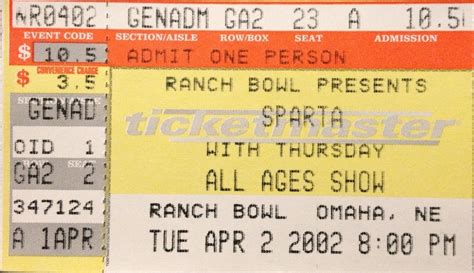 NR0402 GENADM GA2 23 A 10.50
EVENT CODE SECTION/AISLE ROW/BOX SEAT ADMISSION
$ 10.5 ADMIT ONE PERSON
CONVENIENCE CHARGE
$ 3.5 RANCH BOWL PRESENTS
GENAD SPARTA
ticketmaster
OID 1 WITH THURSDAY
GA2 2 ALL AGES SHOW
347124 RANCH BOWL OMAHA, NE
A 1APR TUE APR 2 2002 8:00 PM